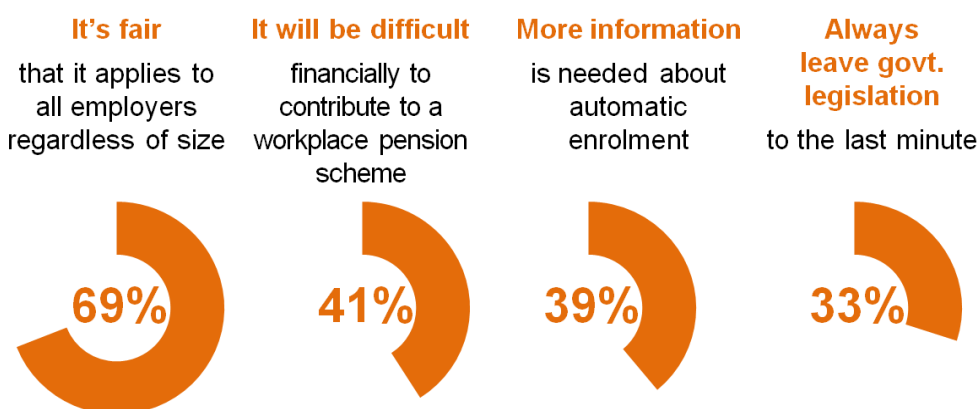 It's fair
that it applies to
all employers
regardless of size
69%
It will be difficult
financially to
contribute to a
workplace pension
scheme
41%
More information
is needed about
automatic
enrolment
39%
Always
leave govt.
legislation
to the last minute
33%